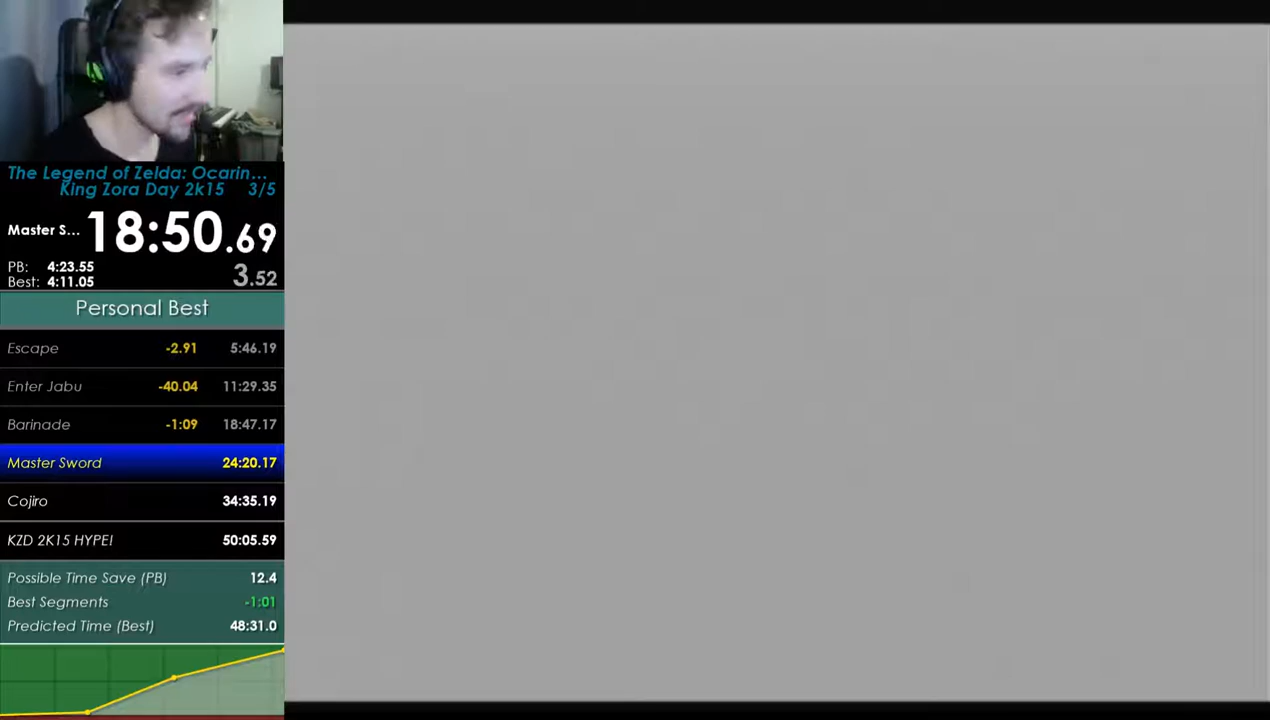 The Legend of Zelda: Ocarin...
King Zora Day 2k15 3/5
Master S... 18:50.69
PB: 4:23.55
Best: 4:11.05 3.52
Personal Best
Escape -2.91 5:46.19
Enter Jabu -40.04 11:29.35
Barinade -1:09 18:47.17
Master Sword 24:20.17
Cojiro 34:35.19
KZD 2K15 HYPE! 50:05.59
Possible Time Save (PB) 12.4
Best Segments -1:01
Predicted Time (Best) 48:31.0